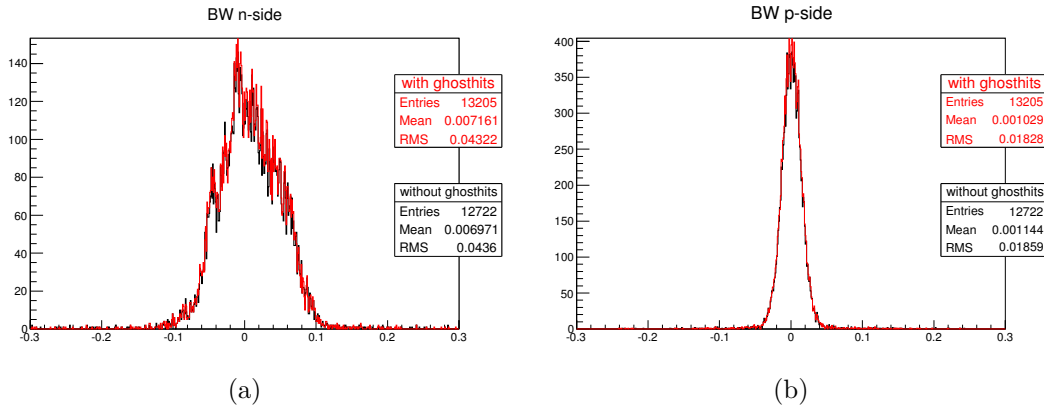 BW n-side
140
120
100
80
60
40
20
0
-0.3 -0.2 -0.1 0 0.1 0.2 0.3
with ghosthits
Entries 13205
Mean 0.007161
RMS 0.04322
without ghosthits
Entries 12722
Mean 0.006971
RMS 0.0436
(a)
BW p-side
400
350
300
250
200
150
100
50
0
-0.3 -0.2 -0.1 0 0.1 0.2 0.3
with ghosthits
Entries 13205
Mean 0.001029
RMS 0.01828
without ghosthits
Entries 12722
Mean 0.001144
RMS 0.01859
(b)